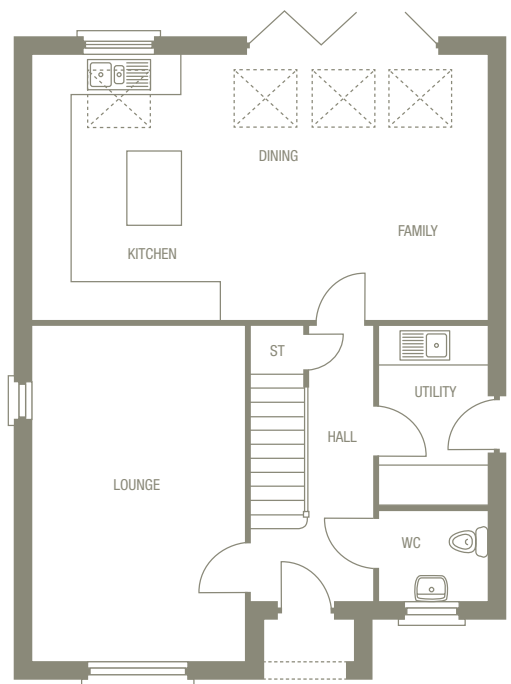 DINING
FAMILY
KITCHEN
ST
UTILITY
HALL
LOUNGE
WC